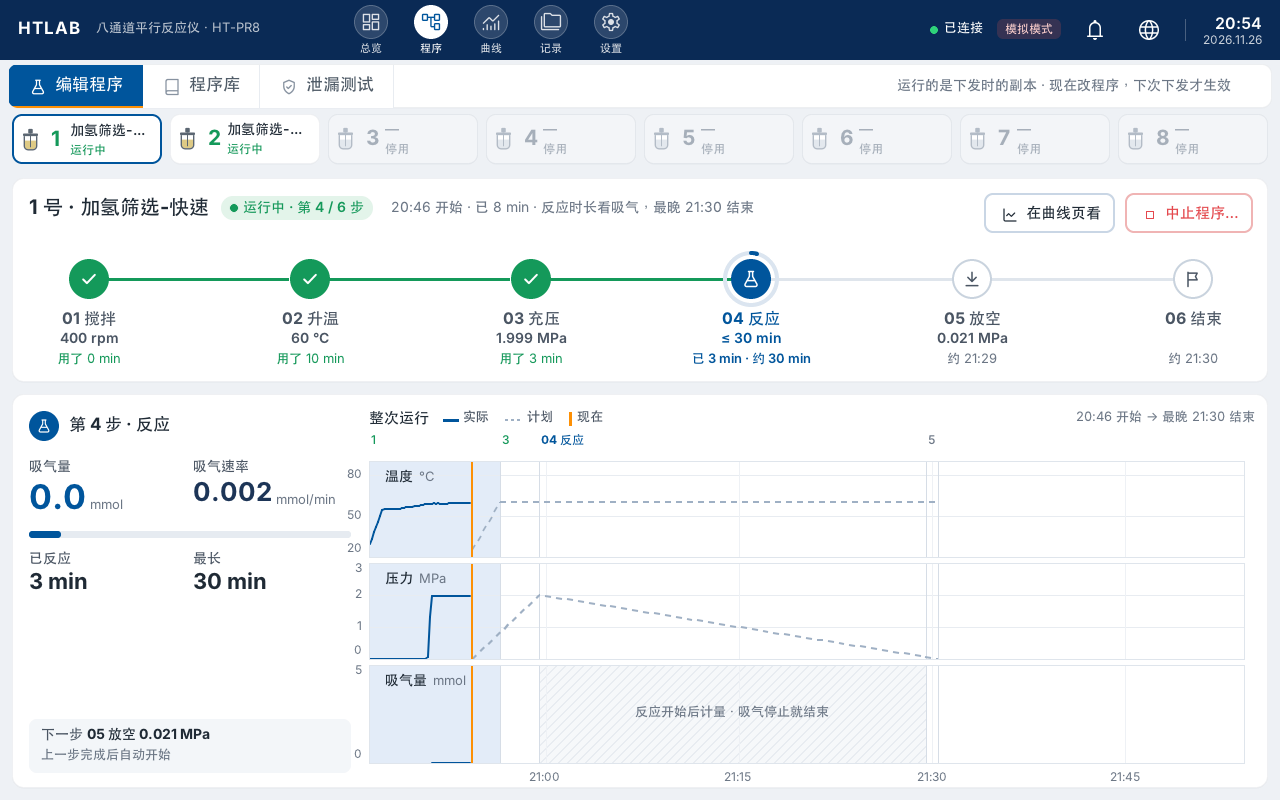 HTLAB 八通道平行反应仪 · HT-PR8
总览 程序 曲线 记录 设置
已连接 模拟模式
20:54
2026.11.26
编辑程序 程序库 泄漏测试
运行的是下发时的副本 · 现在改程序，下次下发才生效
1 加氢筛选-... 运行中
2 加氢筛选-... 运行中
3 — 停用
4 — 停用
5 — 停用
6 — 停用
7 — 停用
8 — 停用
1 号 · 加氢筛选-快速
运行中 · 第 4 / 6 步
20:46 开始 · 已 8 min · 反应时长看吸气，最晚 21:30 结束
在曲线页看
中止程序...
01 搅拌
400 rpm
用了 0 min
02 升温
60 °C
用了 10 min
03 充压
1.999 MPa
用了 3 min
04 反应
≤ 30 min
已 3 min · 约 30 min
05 放空
0.021 MPa
约 21:29
06 结束
约 21:30
第 4 步 · 反应
吸气量
0.0 mmol
吸气速率
0.002 mmol/min
已反应
3 min
最长
30 min
下一步 05 放空 0.021 MPa
上一步完成后自动开始
整次运行 实际 计划 现在
20:46 开始 → 最晚 21:30 结束
1 3 04 反应 5
温度 °C
80
50
20
压力 MPa
3
2
1
0
吸气量 mmol
5
0
反应开始后计量 · 吸气停止就结束
21:00 21:15 21:30 21:45